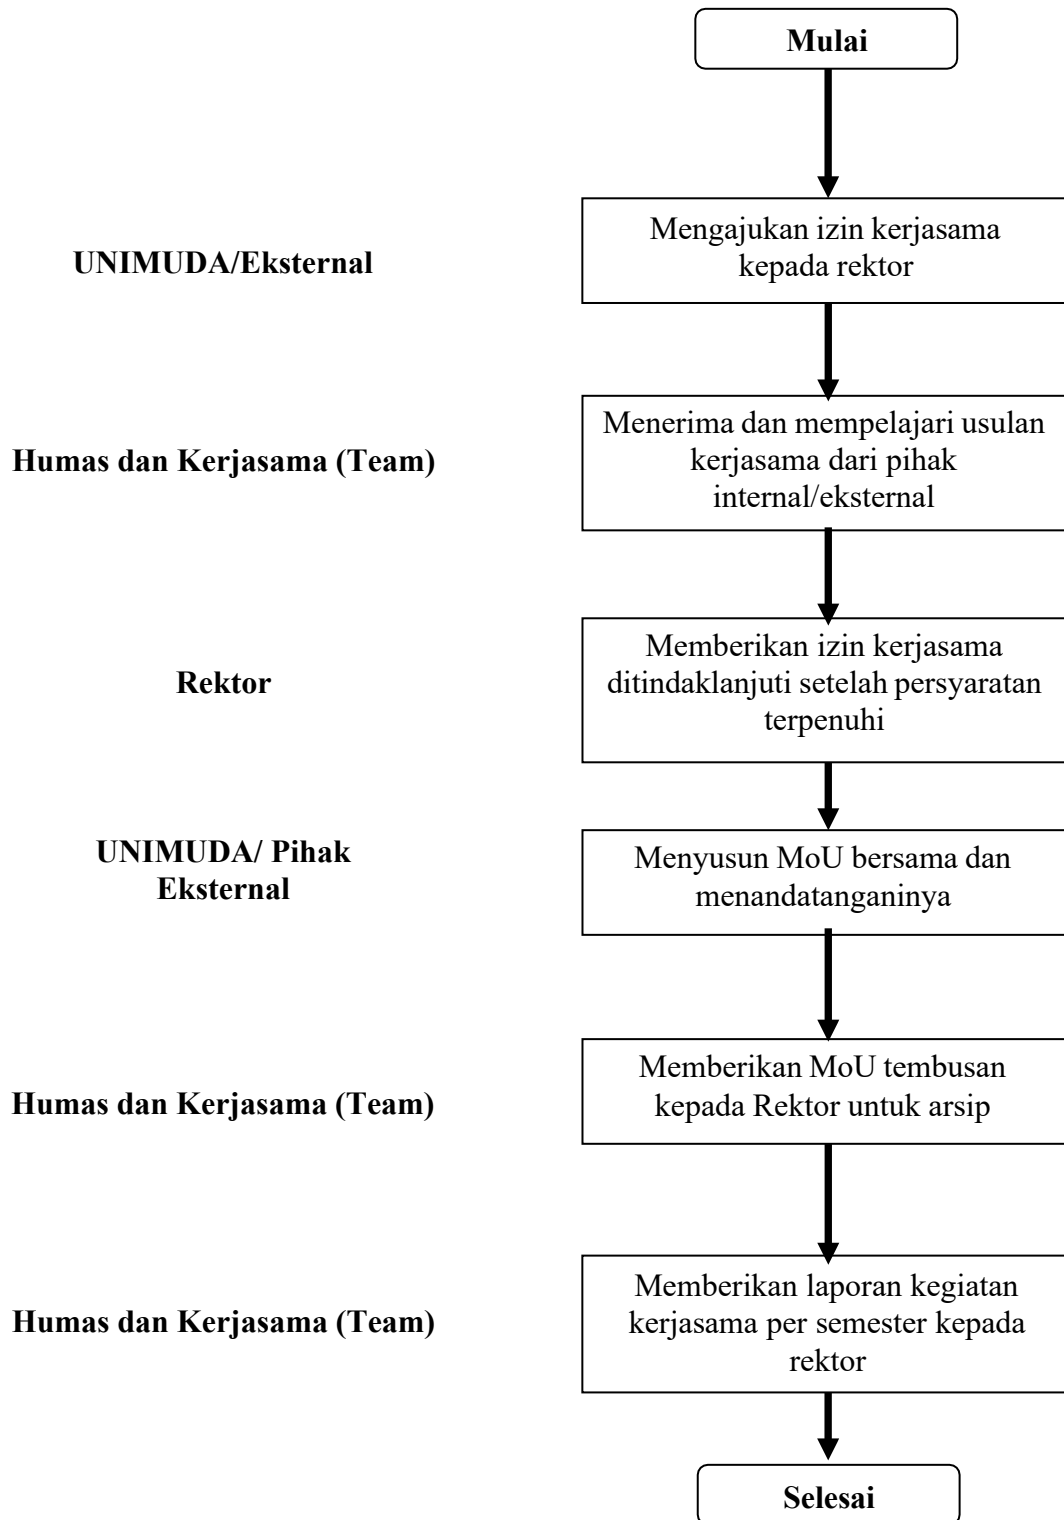 Mulai
UNIMUDA/Eksternal
Mengajukan izin kerjasama
kepada rektor
Humas dan Kerjasama (Team)
Menerima dan mempelajari usulan
kerjasama dari pihak
internal/eksternal
Rektor
Memberikan izin kerjasama
ditindaklanjuti setelah persyaratan
terpenuhi
UNIMUDA/ Pihak
Eksternal
Menyusun MoU bersama dan
menandatanganinya
Humas dan Kerjasama (Team)
Memberikan MoU tembusan
kepada Rektor untuk arsip
Humas dan Kerjasama (Team)
Memberikan laporan kegiatan
kerjasama per semester kepada
rektor
Selesai